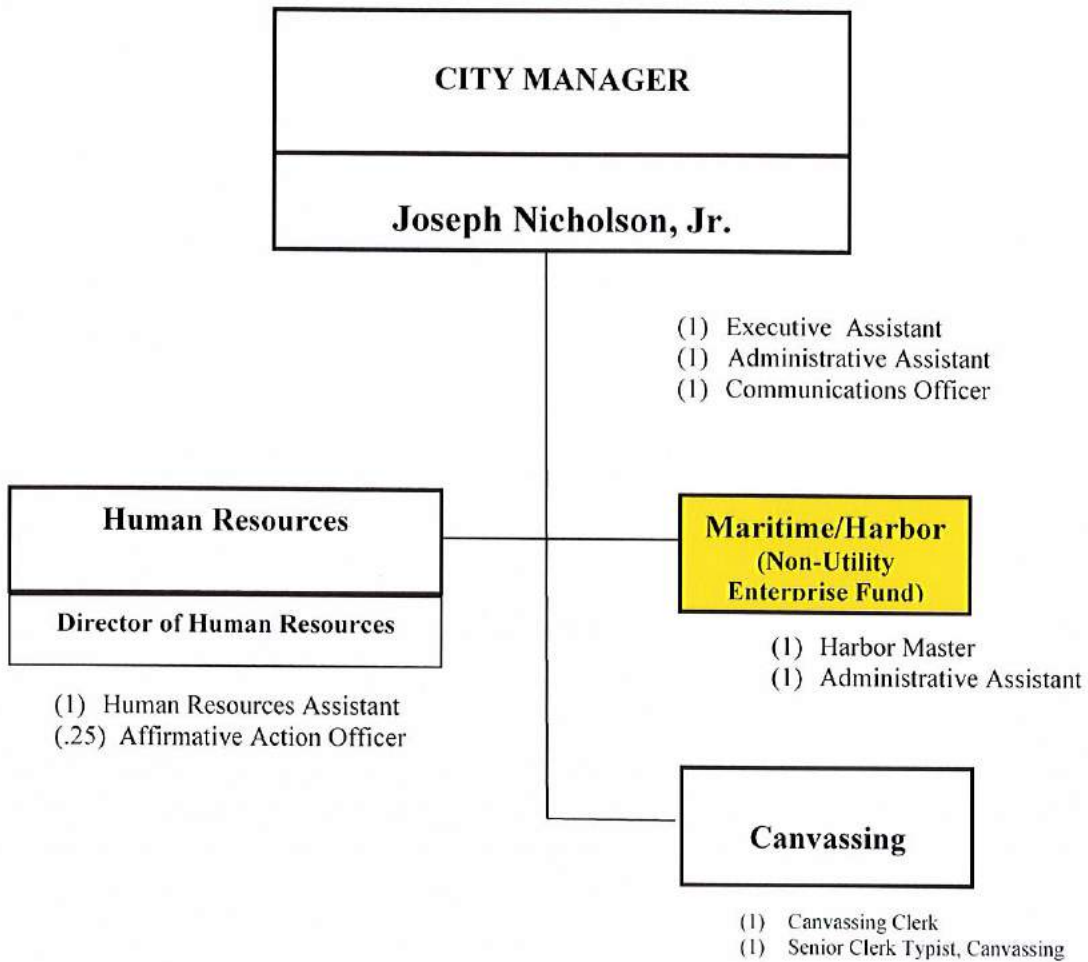 CITY MANAGER
Joseph Nicholson, Jr.
(1) Executive Assistant
(1) Administrative Assistant
(1) Communications Officer
Human Resources
Director of Human Resources
(1) Human Resources Assistant
(.25) Affirmative Action Officer
Maritime/Harbor
(Non-Utility
Enterprise Fund)
(1) Harbor Master
(1) Administrative Assistant
Canvassing
(1) Canvassing Clerk
(1) Senior Clerk Typist, Canvassing